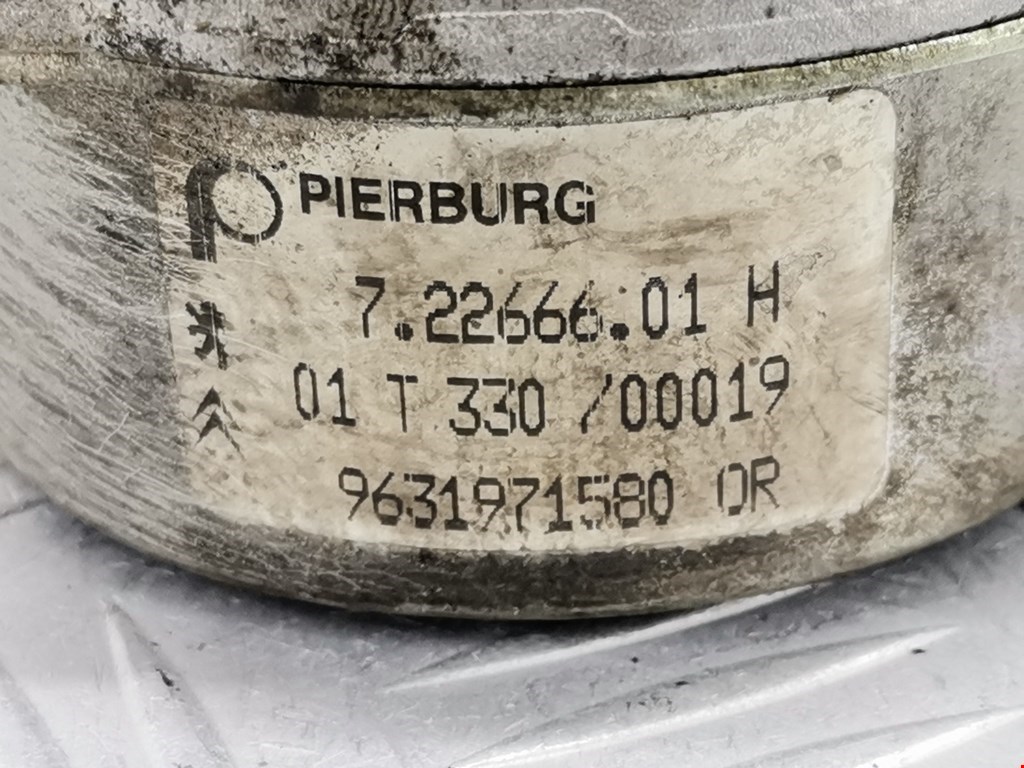 PIERBURG
7.22666.01 H
01 T 330 /00019
9631971580 OR